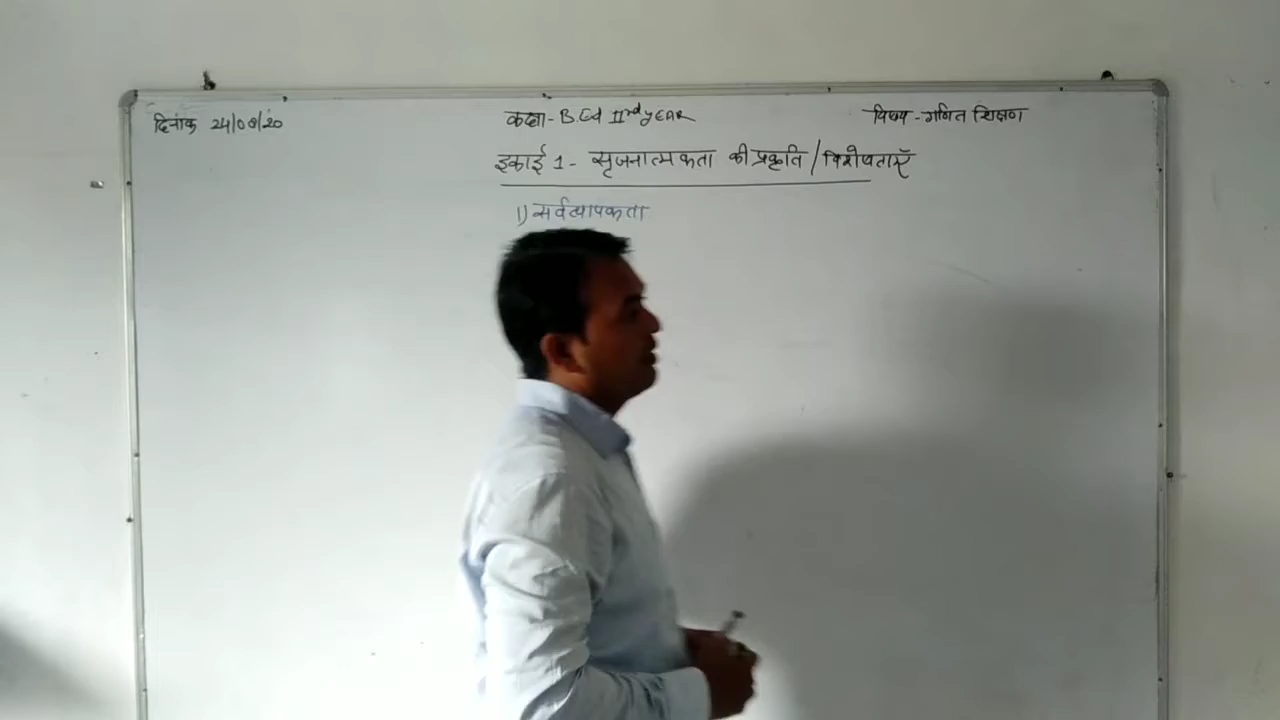 दिनांक 24/08/20 कक्षा- B.Ed IInd YEAR विषय - गणित शिक्षण
इकाई 1 - सृजनात्मकता की प्रकृति / विशेषताएँ
1) सर्वव्यापकता